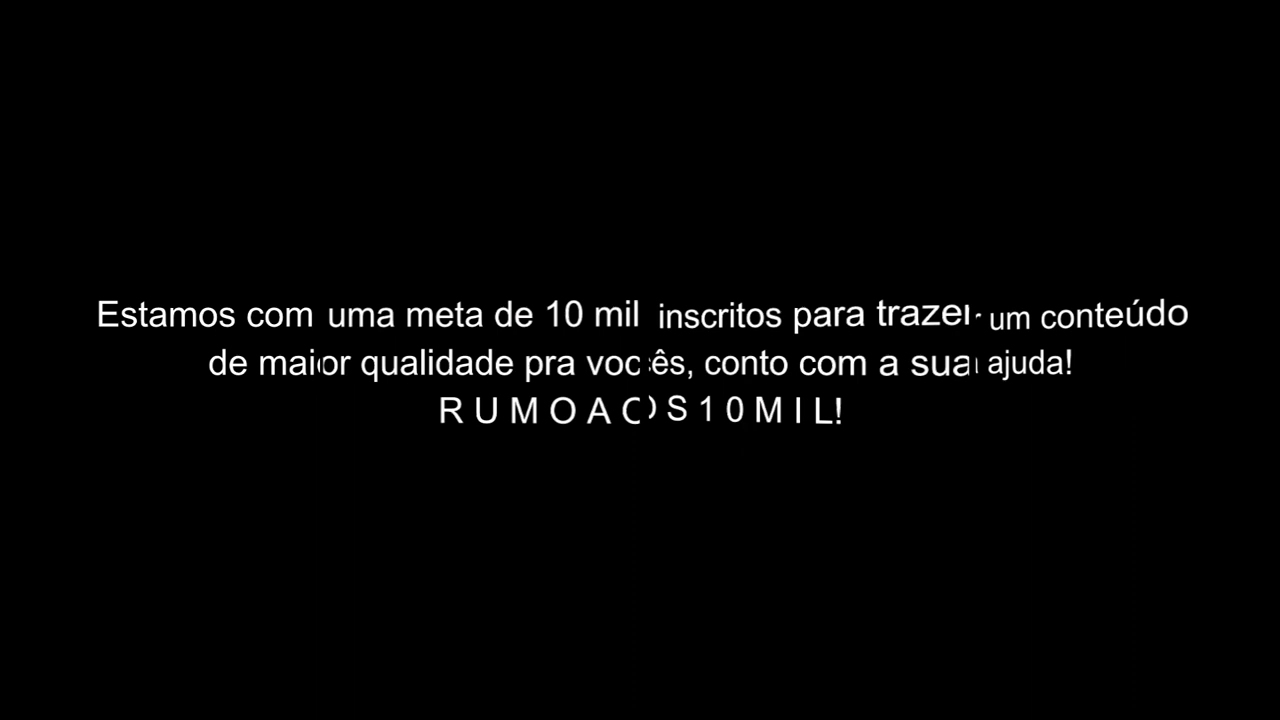 Estamos com uma meta de 10 mil inscritos para trazer um conteúdo
de maior qualidade pra vocês, conto com a sua ajuda!
R U M O A O S 1 0 M I L!